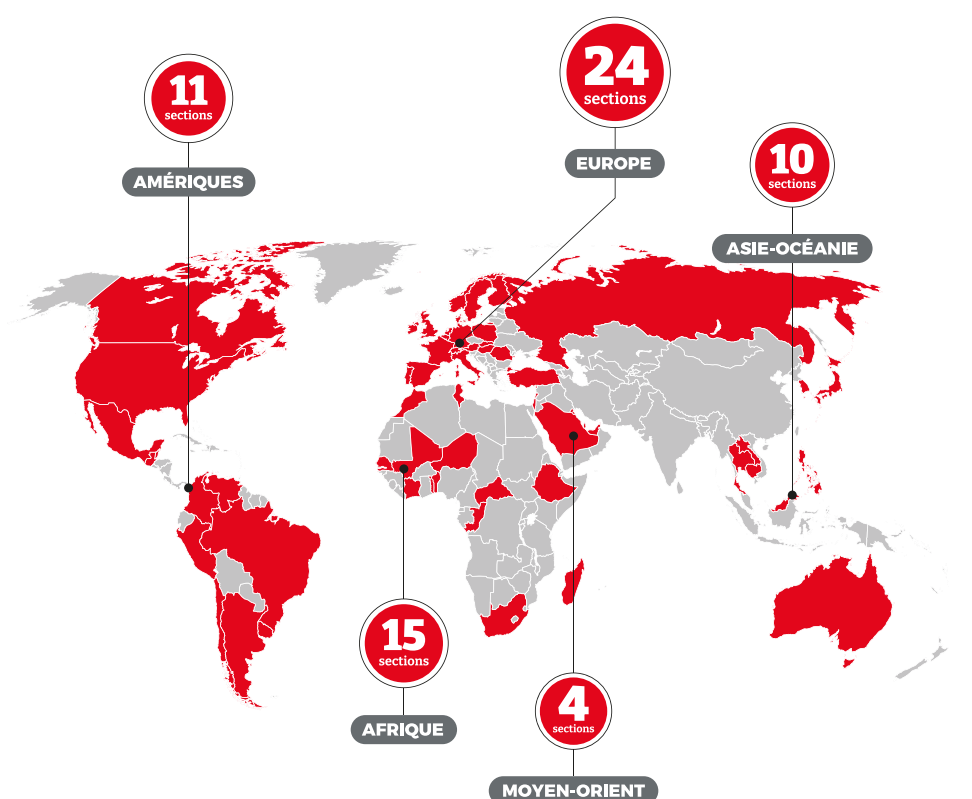 11
sections
AMÉRIQUES
24
sections
EUROPE
10
sections
ASIE-OCÉANIE
15
sections
AFRIQUE
4
sections
MOYEN-ORIENT